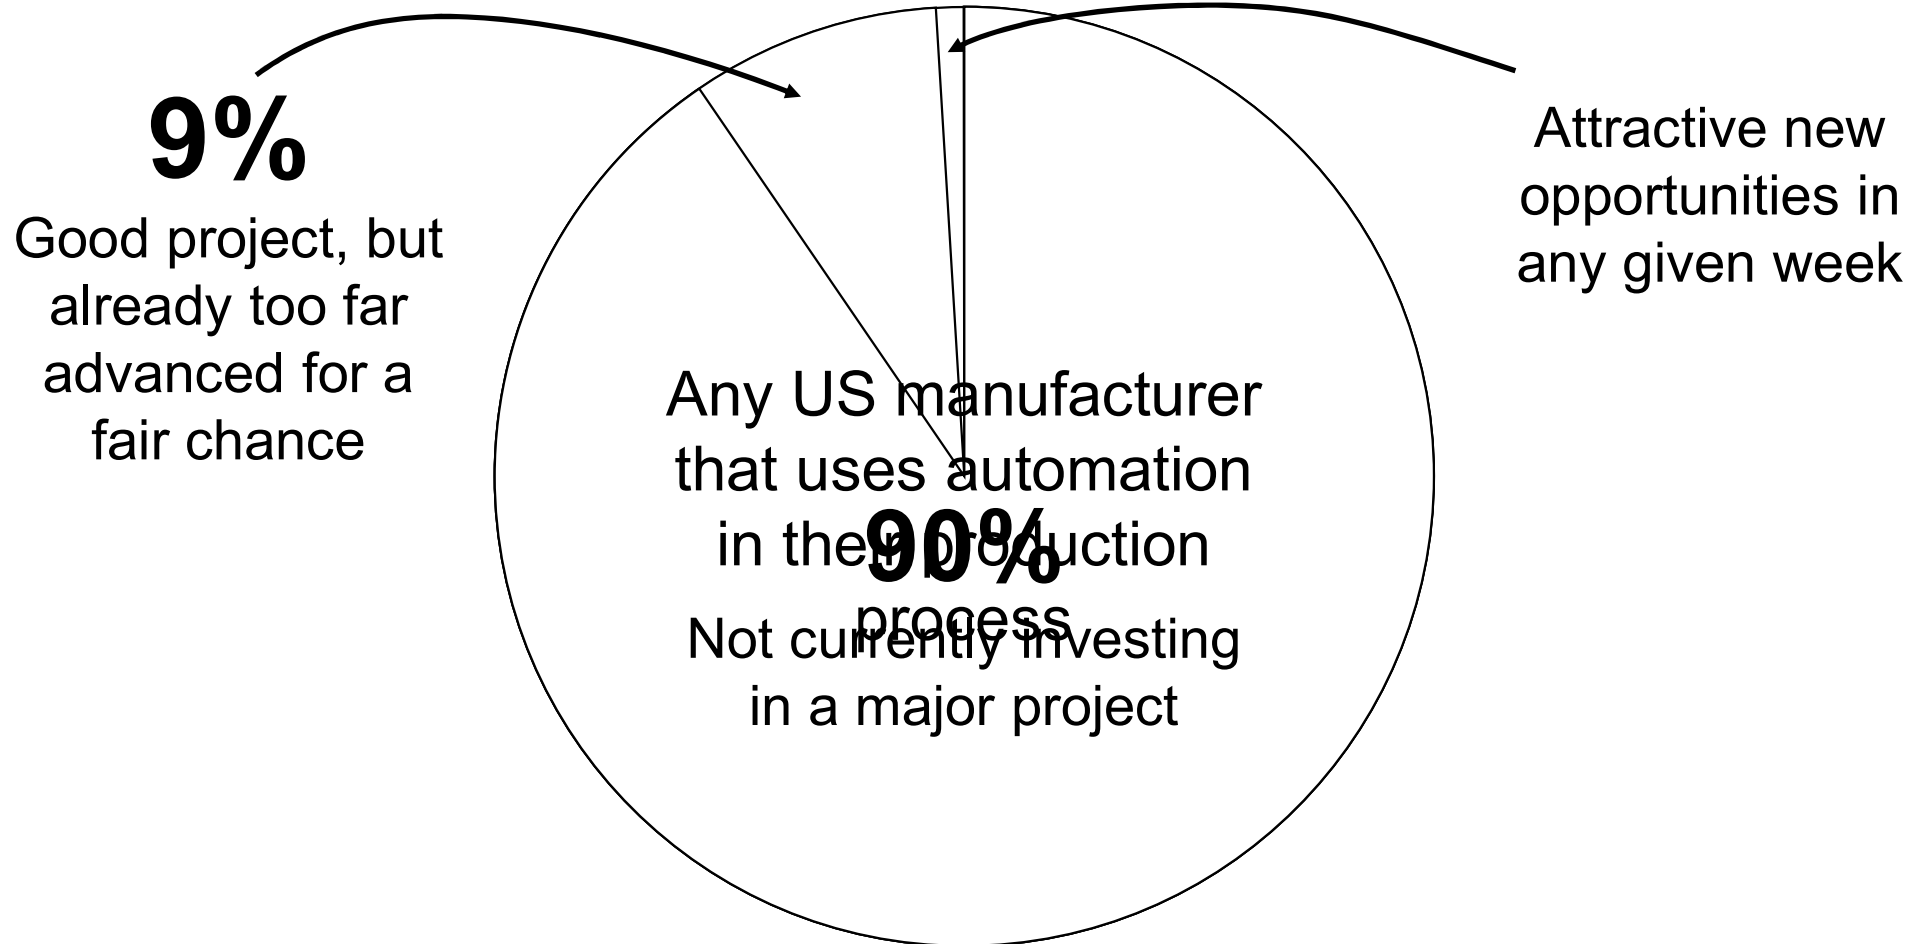 9%
Good project, but
already too far
advanced for a
fair chance
Attractive new
opportunities in
any given week
Any US manufacturer
that uses automation
in their production
process
90%
Not currently investing
in a major project